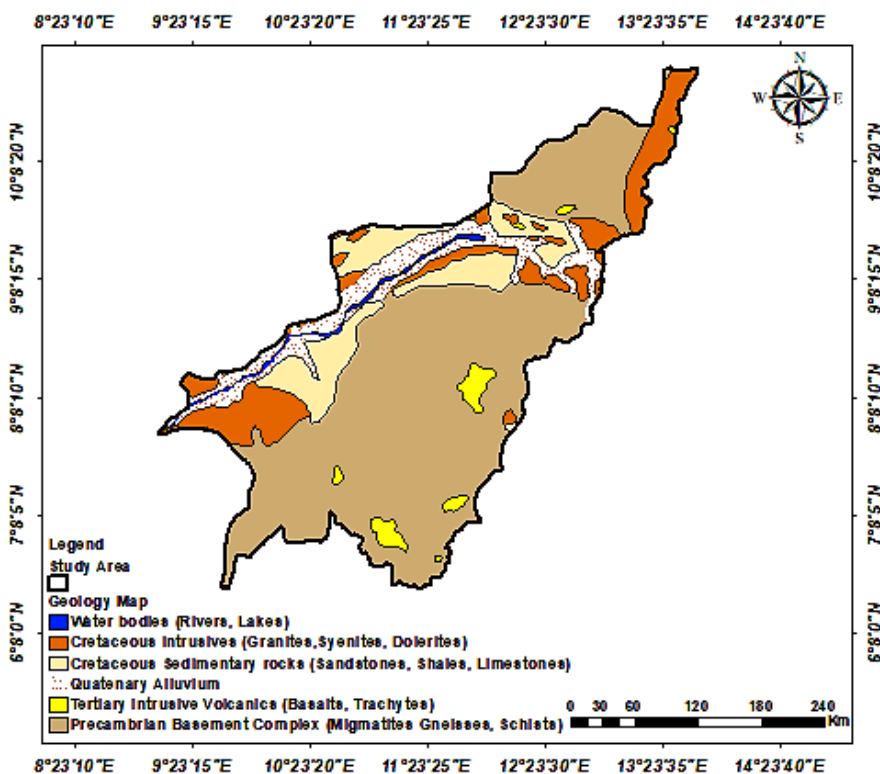 8°23'10"E 9°23'15"E 10°23'20"E 11°23'25"E 12°23'30"E 13°23'35"E 14°23'40"E
N
W E
S
10°8'20"N 10°8'20"N
9°8'15"N 9°8'15"N
8°8'10"N 8°8'10"N
7°8'5"N 7°8'5"N
6°8'0"N 6°8'0"N
Legend
Study Area
Geology Map
Water bodies (Rivers, Lakes)
Cretaceous Intrusives (Granites,Syenites, Dolerites)
Cretaceous Sedimentary rocks (Sandstones, Shales, Limestones)
Quatenary Alluvium
Tertiary Intrusive Volcanics (Basalts, Trachytes)
Precambrian Basement Complex (Migmatites Gneisses, Schists)
0 30 60 120 180 240
Km
8°23'10"E 9°23'15"E 10°23'20"E 11°23'25"E 12°23'30"E 13°23'35"E 14°23'40"E